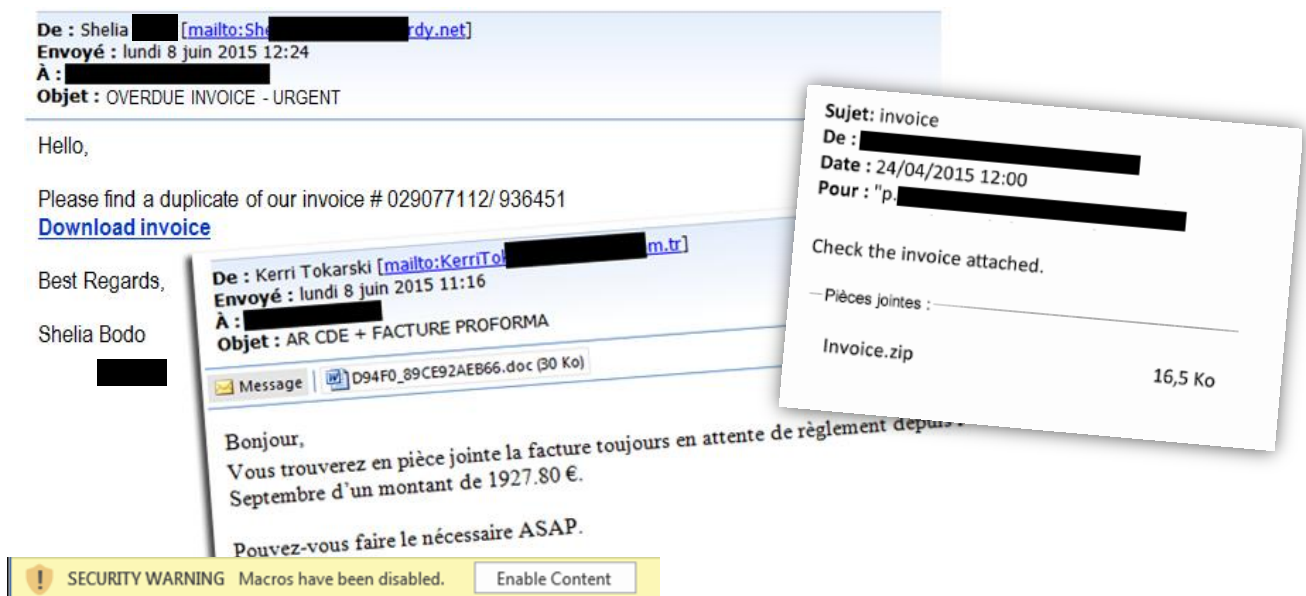 De : Shelia [mailto:She rdy.net]
Envoyé : lundi 8 juin 2015 12:24
À :
Objet : OVERDUE INVOICE - URGENT
Hello,
Please find a duplicate of our invoice # 029077112/ 936451
Download invoice
Best Regards,
Shelia Bodo
De : Kerri Tokarski [mailto:KerriTok m.tr]
Envoyé : lundi 8 juin 2015 11:16
À :
Objet : AR CDE + FACTURE PROFORMA
Message D94F0_89CE92AEB66.doc (30 Ko)
Bonjour,
Vous trouverez en pièce jointe la facture toujours en attente de règlement depuis
Septembre d'un montant de 1927.80 €.
Pouvez-vous faire le nécessaire ASAP.
Sujet: invoice
De :
Date : 24/04/2015 12:00
Pour : "p.
Check the invoice attached.
Pièces jointes :
Invoice.zip 16,5 Ko
SECURITY WARNING Macros have been disabled. Enable Content